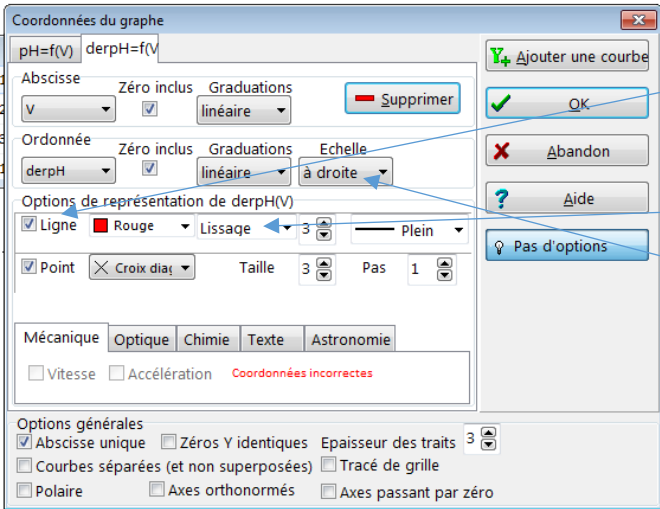 Coordonnées du graphe
pH=f(V) derpH=f(V
Ajouter une courbe
Abscisse
Zéro inclus Graduations
V linéaire Supprimer
OK
Ordonnée
Zéro inclus Graduations Echelle
derpH linéaire à droite
Abandon
Options de représentation de derpH(V)
Aide
Ligne Rouge Lissage 3 Plein
Pas d'options
Point Croix diag Taille 3 Pas 1
Mécanique Optique Chimie Texte Astronomie
Vitesse Accélération Coordonnées incorrectes
Options générales
Abscisse unique Zéros Y identiques Epaisseur des traits 3
Courbes séparées (et non superposées) Tracé de grille
Polaire Axes orthonormés Axes passant par zéro